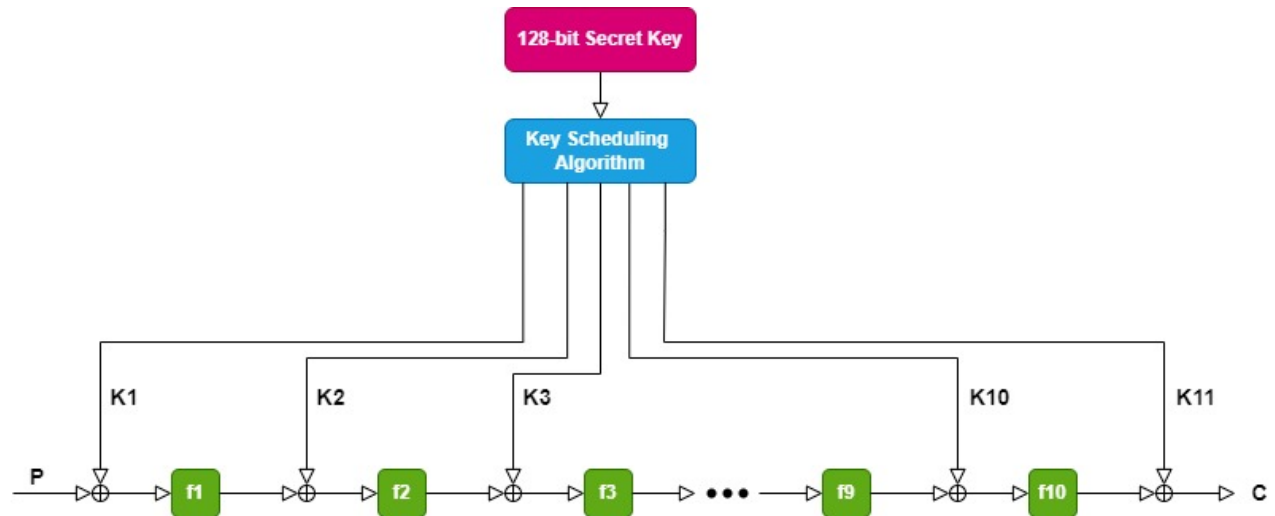 128-bit Secret Key
Key Scheduling
Algorithm
K1
K2
K3
K10
K11
P
f1
f2
f3
f9
f10
C